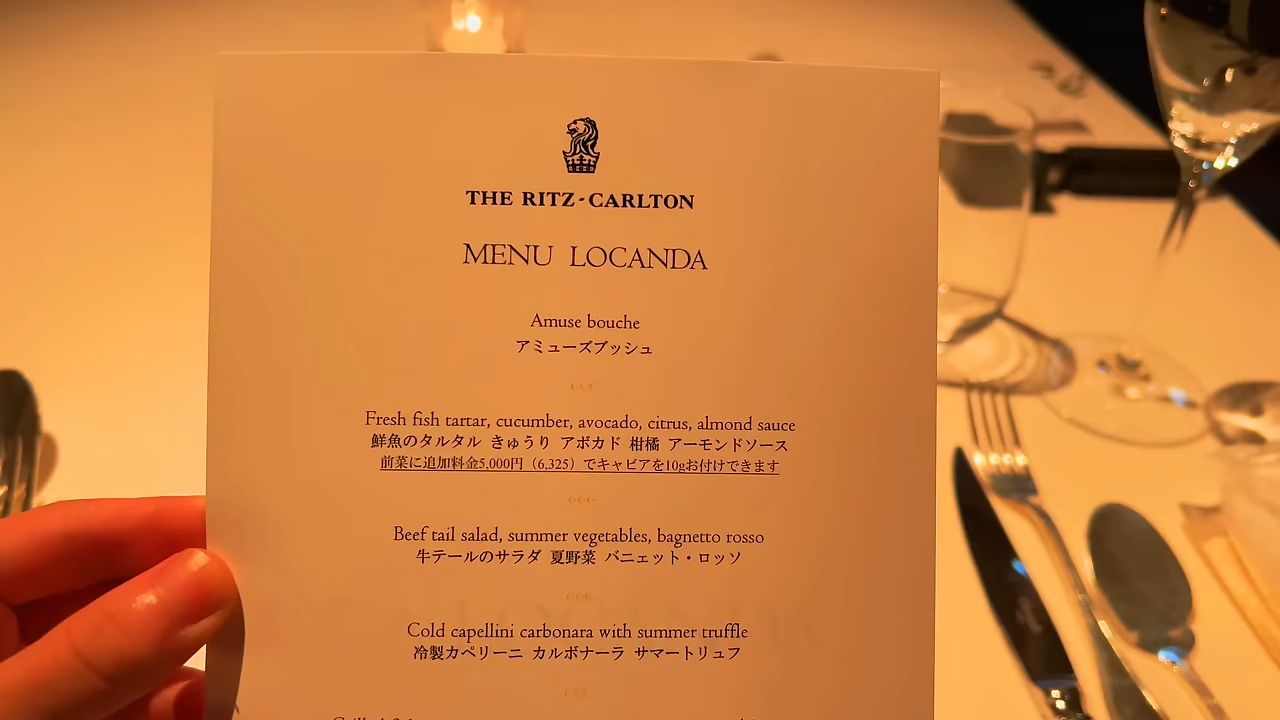 THE RITZ-CARLTON
MENU LOCANDA
Amuse bouche
アミューズブッシュ
Fresh fish tartar, cucumber, avocado, citrus, almond sauce
鮮魚のタルタル きゅうり アボカド 柑橘 アーモンドソース
前菜に追加料金5,000円（6,325）でキャビアを10gお付けできます
Beef tail salad, summer vegetables, bagnetto rosso
牛テールのサラダ 夏野菜 バニェット・ロッソ
Cold capellini carbonara with summer truffle
冷製カペリーニ カルボナーラ サマートリュフ